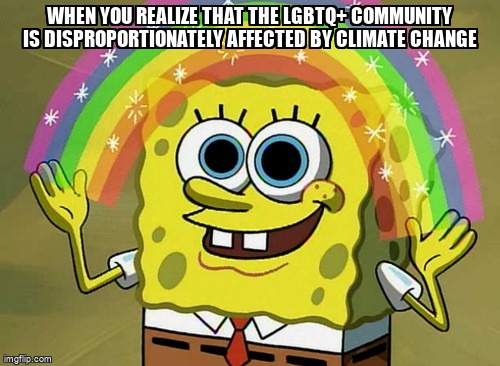 WHEN YOU REALIZE THAT THE LGBTQ+ COMMUNITY
IS DISPROPORTIONATELY AFFECTED BY CLIMATE CHANGE
imgflip.com